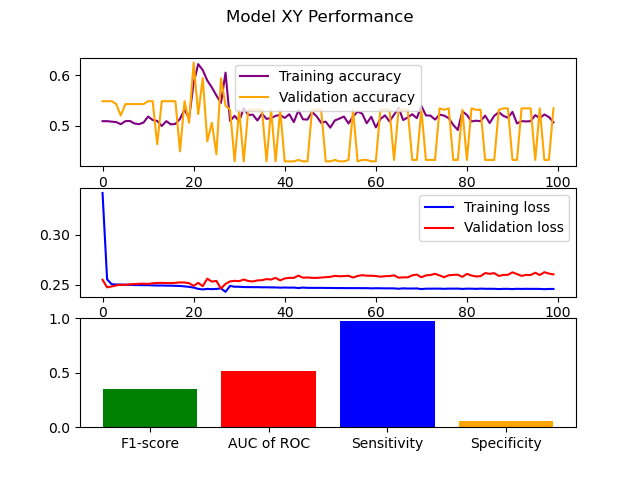 Model XY Performance
0.6
0.5
Training accuracy
Validation accuracy
0 20 40 60 80 100
0.30
0.25
Training loss
Validation loss
0 20 40 60 80 100
1.0
0.5
0.0
F1-score AUC of ROC Sensitivity Specificity